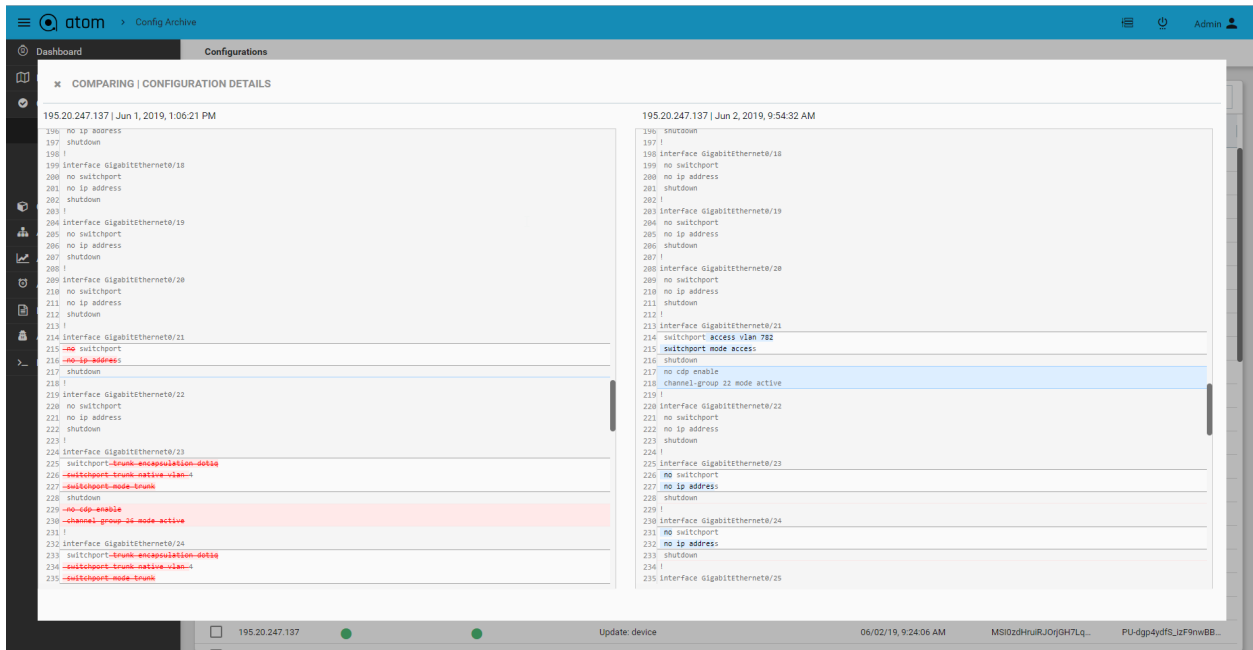 atom > Config Archive
Admin
Dashboard
Configurations
× COMPARING | CONFIGURATION DETAILS
195.20.247.137 | Jun 1, 2019, 1:06:21 PM
196 no ip address
197 shutdown
198 !
199 interface GigabitEthernet0/18
200 no switchport
201 no ip address
202 shutdown
203 !
204 interface GigabitEthernet0/19
205 no switchport
206 no ip address
207 shutdown
208 !
209 interface GigabitEthernet0/20
210 no switchport
211 no ip address
212 shutdown
213 !
214 interface GigabitEthernet0/21
215 no switchport
216 no ip address
217 shutdown
218 !
219 interface GigabitEthernet0/22
220 no switchport
221 no ip address
222 shutdown
223 !
224 interface GigabitEthernet0/23
225 switchport trunk encapsulation dot1q
226 switchport trunk native vlan 4
227 switchport mode trunk
228 shutdown
229 no cdp enable
230 channel-group 26 mode active
231 !
232 interface GigabitEthernet0/24
233 switchport trunk encapsulation dot1q
234 switchport trunk native vlan 4
235 switchport mode trunk
195.20.247.137 | Jun 2, 2019, 9:54:32 AM
196 shutdown
197 !
198 interface GigabitEthernet0/18
199 no switchport
200 no ip address
201 shutdown
202 !
203 interface GigabitEthernet0/19
204 no switchport
205 no ip address
206 shutdown
207 !
208 interface GigabitEthernet0/20
209 no switchport
210 no ip address
211 shutdown
212 !
213 interface GigabitEthernet0/21
214 switchport access vlan 782
215 switchport mode access
216 shutdown
217 no cdp enable
218 channel-group 22 mode active
219 !
220 interface GigabitEthernet0/22
221 no switchport
222 no ip address
223 shutdown
224 !
225 interface GigabitEthernet0/23
226 no switchport
227 no ip address
228 shutdown
229 !
230 interface GigabitEthernet0/24
231 no switchport
232 no ip address
233 shutdown
234 !
235 interface GigabitEthernet0/25
195.20.247.137 Update: device 06/02/19, 9:24:06 AM MSI0zdHruiRJOrjGH7Lq... PU-dgp4ydfS_izF9nwBB...